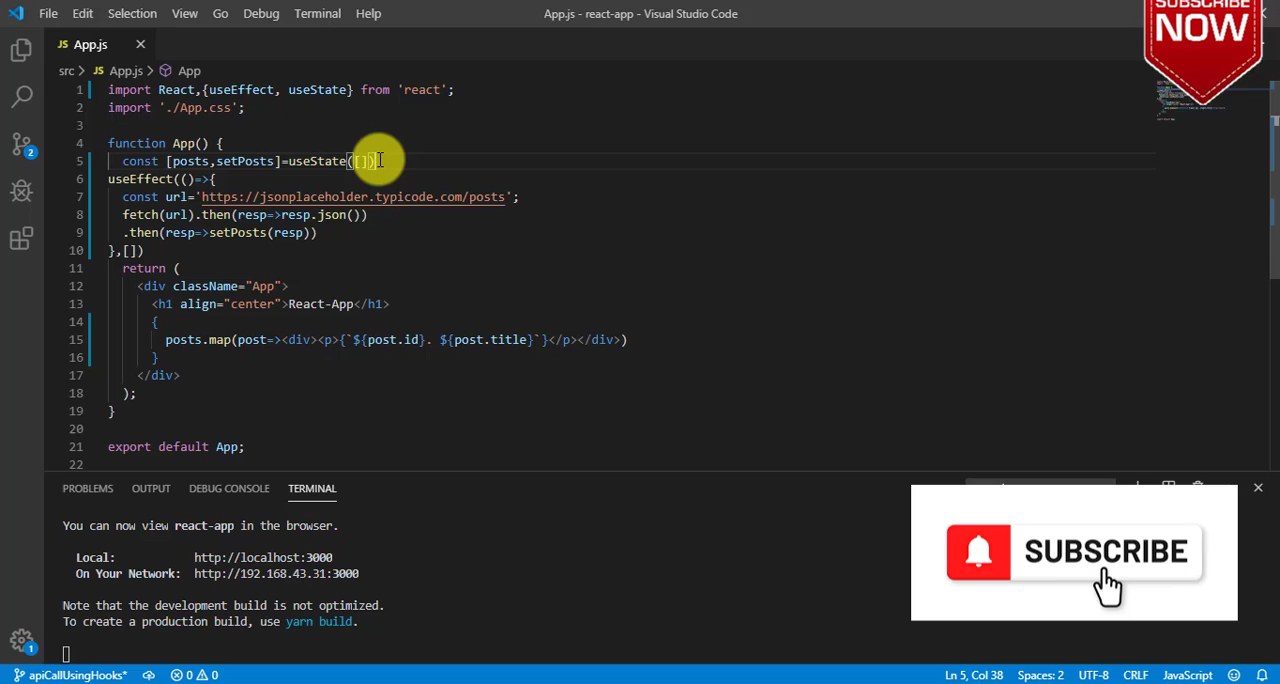 File Edit Selection View Go Debug Terminal Help
App.js - react-app - Visual Studio Code
SUBSCRIBE
NOW
JS App.js
src > JS App.js > App
1 import React,{useEffect, useState} from 'react';
2 import './App.css';
3
4 function App() {
5 const [posts,setPosts]=useState([])
6 useEffect(()=>{
7 const url='https://jsonplaceholder.typicode.com/posts';
8 fetch(url).then(resp=>resp.json())
9 .then(resp=>setPosts(resp))
10 },[])
11 return (
12 <div className="App">
13 <h1 align="center">React-App</h1>
14 {
15 posts.map(post=><div><p>{`${post.id}. ${post.title}`}</p></div>)
16 }
17 </div>
18 );
19 }
20
21 export default App;
22
2
PROBLEMS OUTPUT DEBUG CONSOLE TERMINAL
You can now view react-app in the browser.
Local: http://localhost:3000
On Your Network: http://192.168.43.31:3000
Note that the development build is not optimized.
To create a production build, use yarn build.
SUBSCRIBE
1
apiCallUsingHooks* 0 0
Ln 5, Col 38 Spaces: 2 UTF-8 CRLF JavaScript